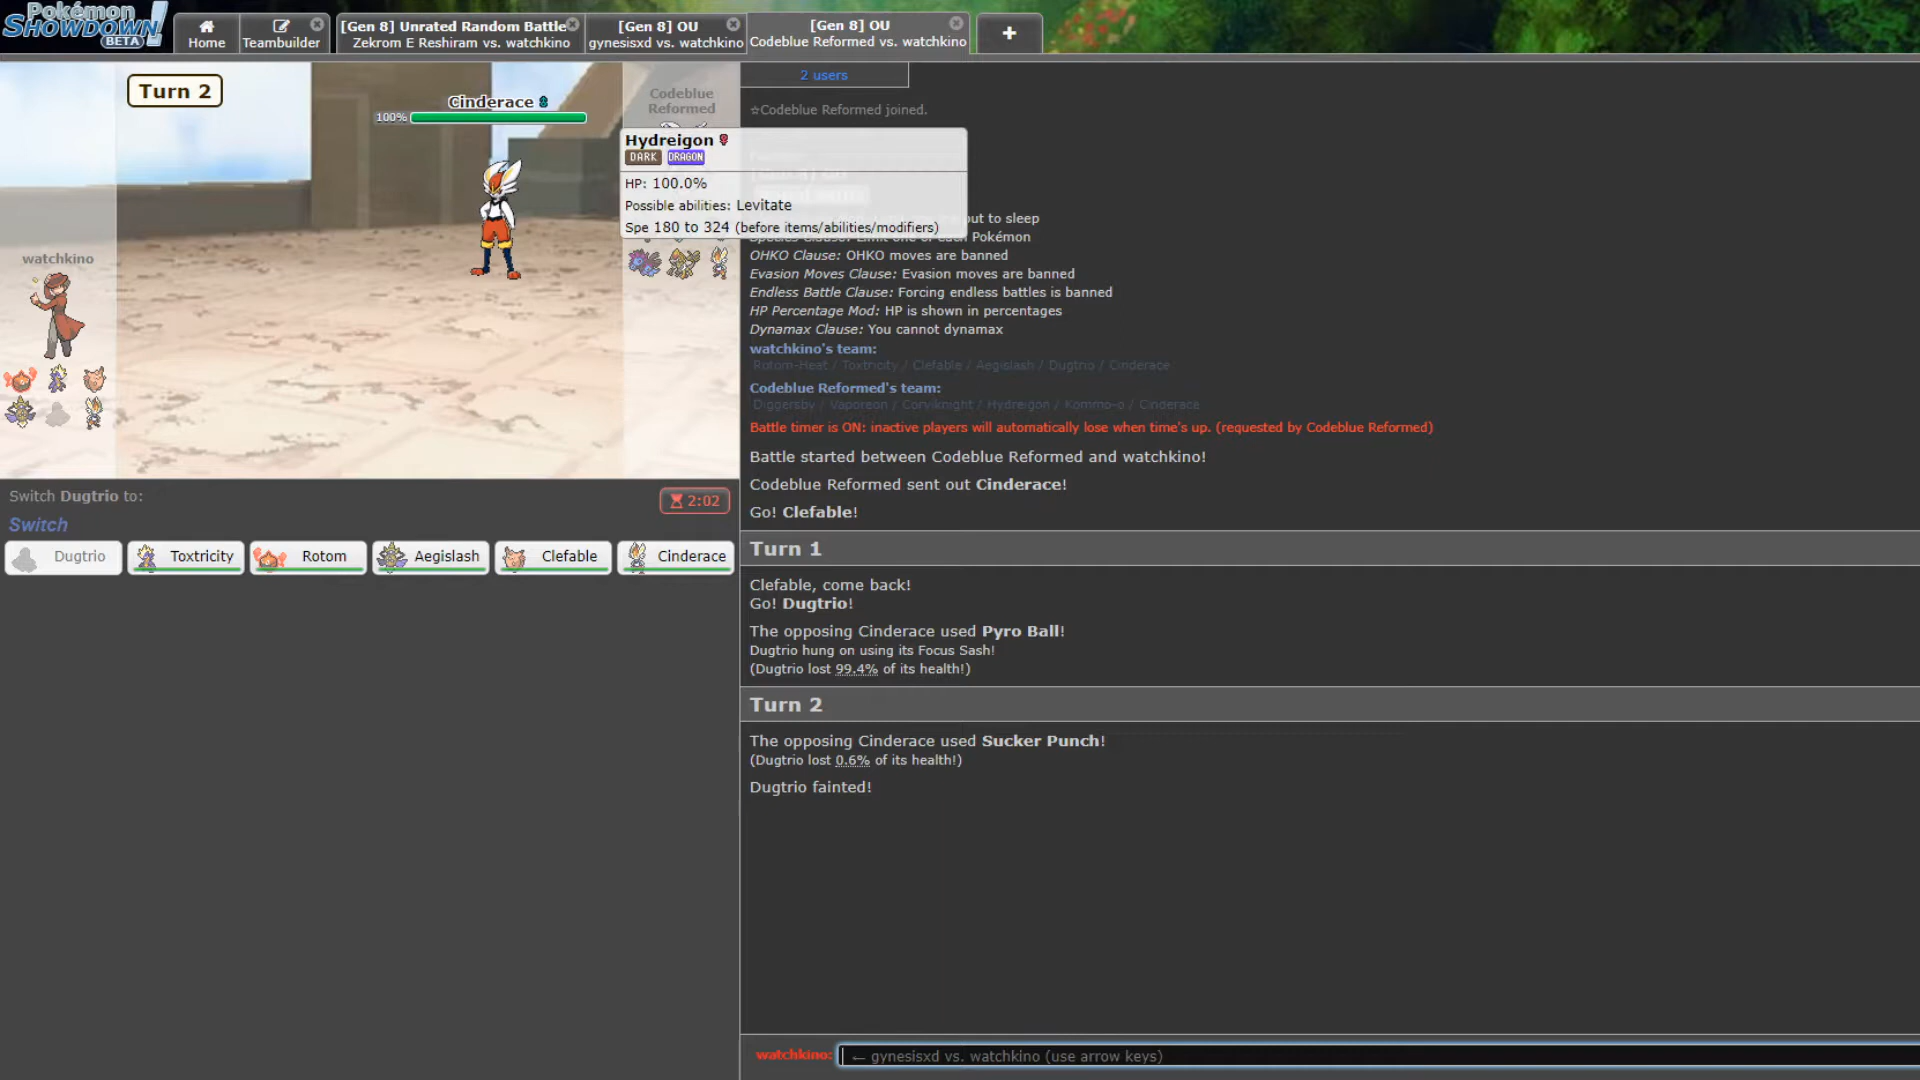 Pokémon
SHOWDOWN!
BETA
Home
Teambuilder
[Gen 8] Unrated Random Battle
Zekrom E Reshiram vs. watchkino
[Gen 8] OU
gynesisxd vs. watchkino
[Gen 8] OU
Codeblue Reformed vs. watchkino
+
Turn 2
Cinderace
100%
Codeblue
Reformed
watchkino
Hydreigon
DARK DRAGON
HP: 100.0%
Possible abilities: Levitate
Spe 180 to 324 (before items/abilities/modifiers)
Switch Dugtrio to:
2:02
Switch
Dugtrio
Toxtricity
Rotom
Aegislash
Clefable
Cinderace
2 users
☆Codeblue Reformed joined.
put to sleep
Species Clause: Limit one of each Pokémon
OHKO Clause: OHKO moves are banned
Evasion Moves Clause: Evasion moves are banned
Endless Battle Clause: Forcing endless battles is banned
HP Percentage Mod: HP is shown in percentages
Dynamax Clause: You cannot dynamax
watchkino's team:
Rotom-Heat / Toxtricity / Clefable / Aegislash / Dugtrio / Cinderace
Codeblue Reformed's team:
Diggersby / Vaporeon / Corviknight / Hydreigon / Kommo-o / Cinderace
Battle timer is ON: inactive players will automatically lose when time's up. (requested by Codeblue Reformed)
Battle started between Codeblue Reformed and watchkino!
Codeblue Reformed sent out Cinderace!
Go! Clefable!
Turn 1
Clefable, come back!
Go! Dugtrio!
The opposing Cinderace used Pyro Ball!
Dugtrio hung on using its Focus Sash!
(Dugtrio lost 99.4% of its health!)
Turn 2
The opposing Cinderace used Sucker Punch!
(Dugtrio lost 0.6% of its health!)
Dugtrio fainted!
watchkino:
← gynesisxd vs. watchkino (use arrow keys)